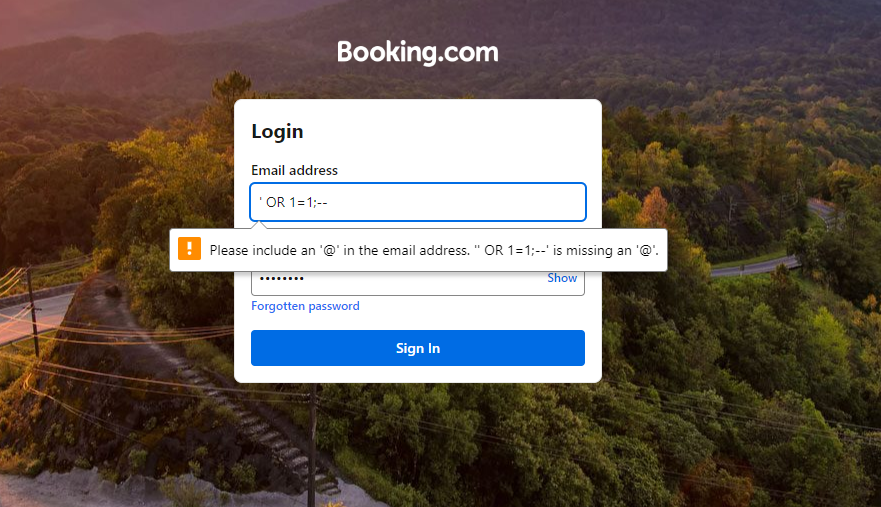 Booking.com
Login
Email address
' OR 1=1;--
Please include an '@' in the email address. '' OR 1=1;--' is missing an '@'.
Show
Forgotten password
Sign In